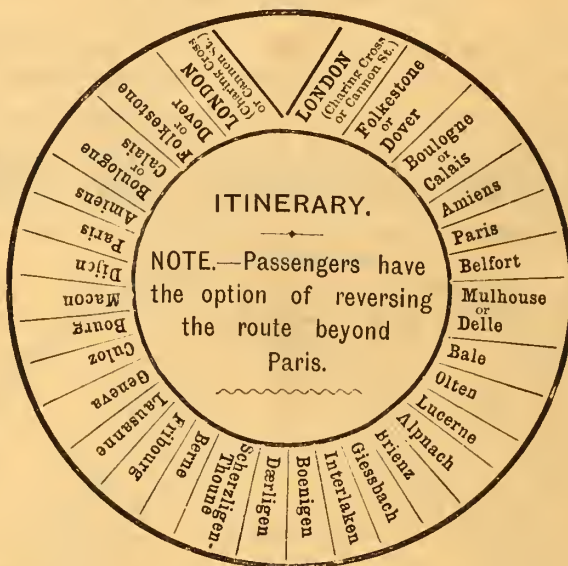 LONDON
(Charing Cross
or Cannon St.)
Folkestone
or
Dover
Boulogne
or
Calais
Amiens
Paris
Belfort
Mulhouse
or
Delle
Bale
Olten
Lucerne
Alpnach
Brienz
Giessbach
Interlaken
Boenigen
Dærligen
Scherzligen-
Thoune
Berne
Fribourg
Lausanne
Geneva
Culoz
Bourg
Macon
Dijon
Paris
Amiens
Boulogne
or
Calais
Folkestone
or
Dover
LONDON
(Charing Cross
or Cannon St.)
ITINERARY.
NOTE.—Passengers have
the option of reversing
the route beyond
Paris.